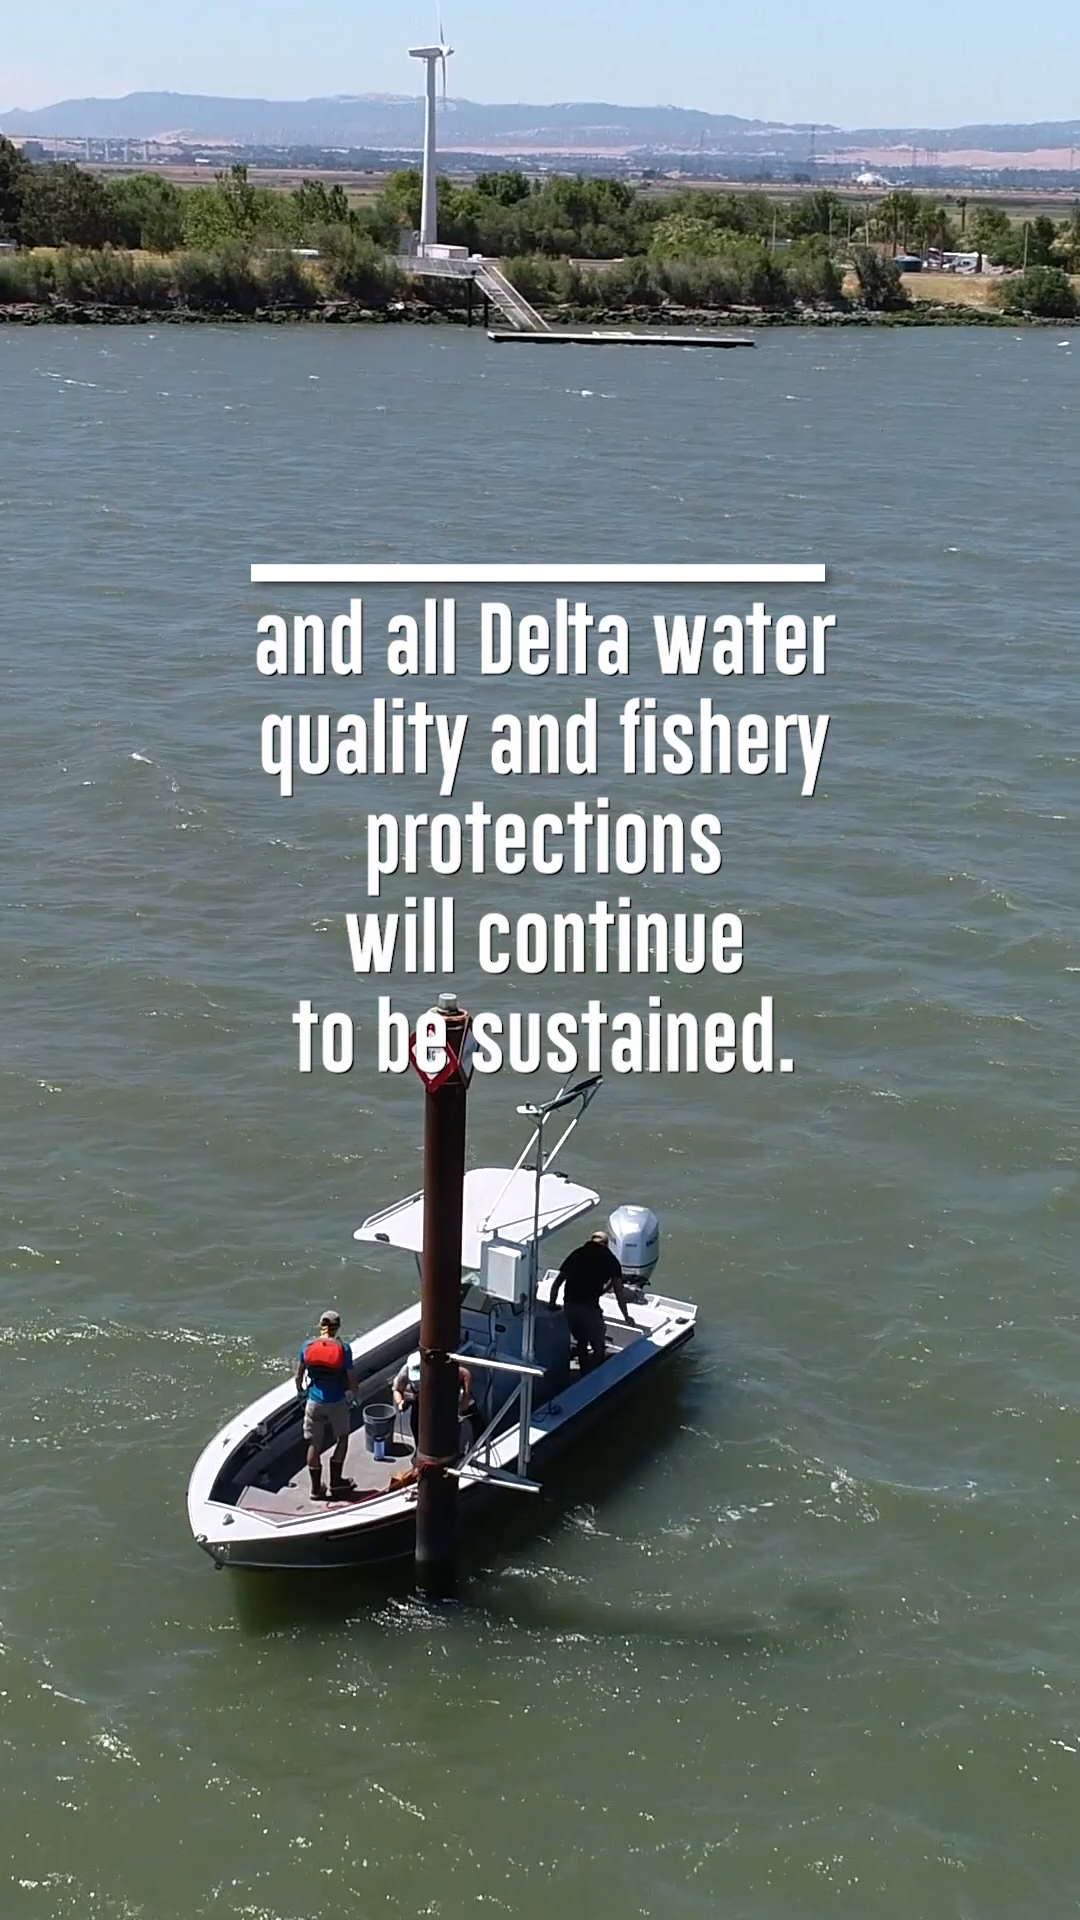 and all Delta water
quality and fishery
protections
will continue
to be sustained.